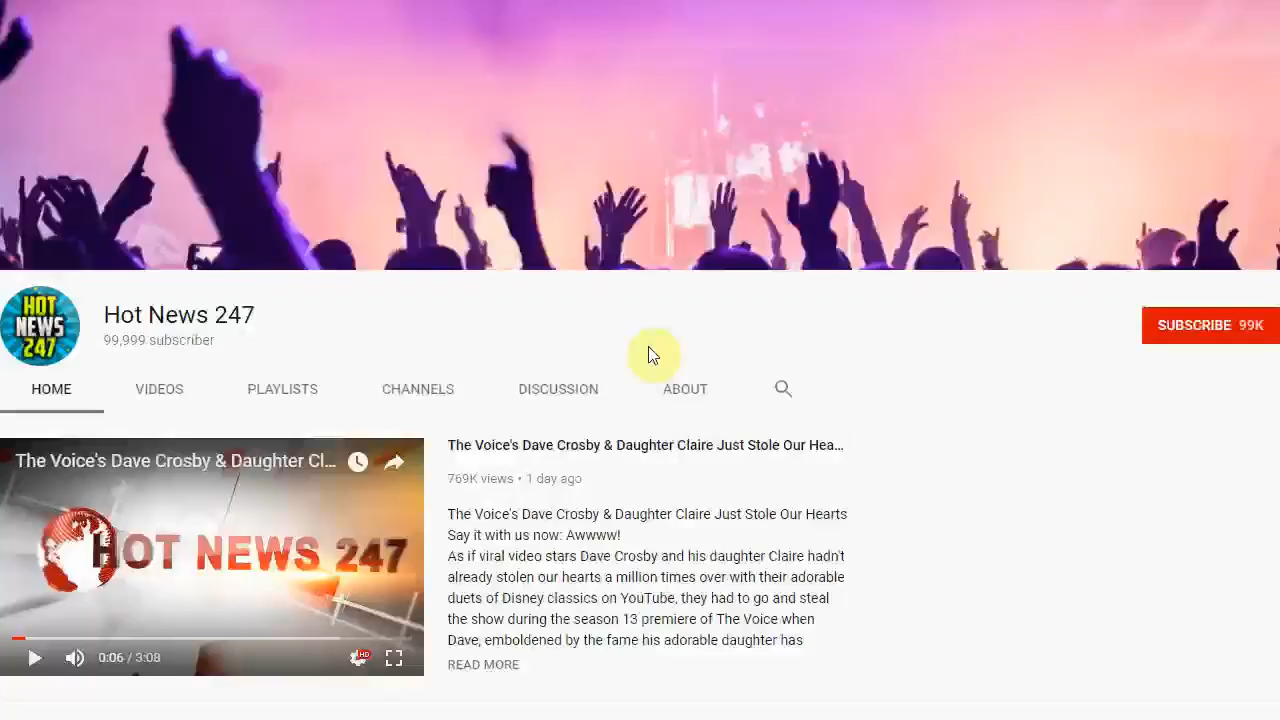 HOT
NEWS
247
Hot News 247
99,999 subscriber
SUBSCRIBE 99K
HOME VIDEOS PLAYLISTS CHANNELS DISCUSSION ABOUT
The Voice's Dave Crosby & Daughter Cl...
HOT NEWS 247
0:06 / 3:08
HD
The Voice's Dave Crosby & Daughter Claire Just Stole Our Hea...
769K views • 1 day ago
The Voice's Dave Crosby & Daughter Claire Just Stole Our Hearts
Say it with us now: Awwww!
As if viral video stars Dave Crosby and his daughter Claire hadn't
already stolen our hearts a million times over with their adorable
duets of Disney classics on YouTube, they had to go and steal
the show during the season 13 premiere of The Voice when
Dave, emboldened by the fame his adorable daughter has
READ MORE